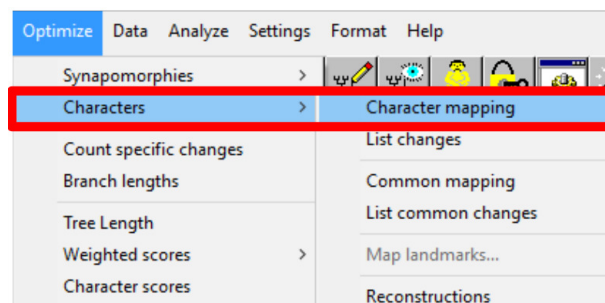 Optimize Data Analyze Settings Format Help
Synapomorphies >
Characters > Character mapping
List changes
Count specific changes
Branch lengths Common mapping
List common changes
Tree Length
Weighted scores > Map landmarks...
Character scores Reconstructions